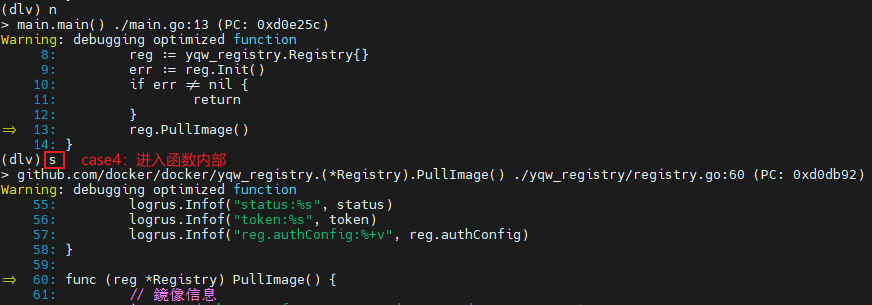 (dlv) n
> main.main() ./main.go:13 (PC: 0xd0e25c)
Warning: debugging optimized function
     8:         reg := yqw_registry.Registry{}
     9:         err := reg.Init()
    10:         if err ≠ nil {
    11:                 return
    12:         }
=>  13:         reg.PullImage()
    14: }
(dlv) s case4：进入函数内部
> github.com/docker/docker/yqw_registry.(*Registry).PullImage() ./yqw_registry/registry.go:60 (PC: 0xd0db92)
Warning: debugging optimized function
    55:         logrus.Infof("status:%s", status)
    56:         logrus.Infof("token:%s", token)
    57:         logrus.Infof("reg.authConfig:%+v", reg.authConfig)
    58: }
    59:
=>  60: func (reg *Registry) PullImage() {
    61:         // 鏡像信息